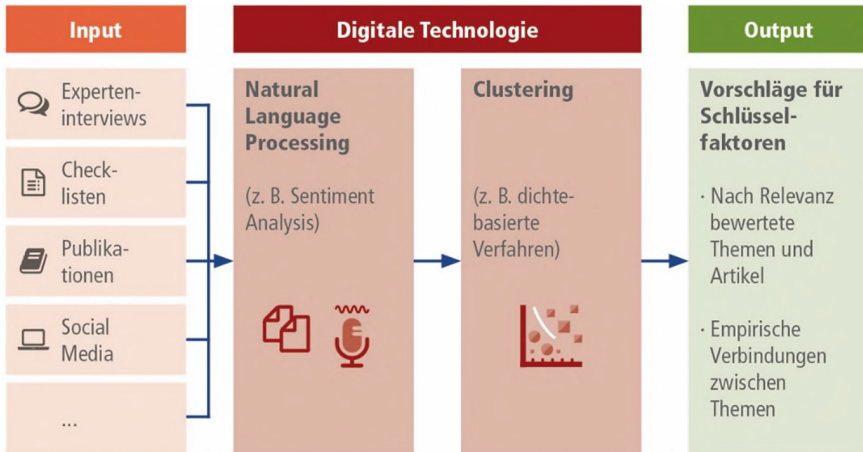 Input
Experten-
interviews
Check-
listen
Publika-
tionen
Social
Media
...
Digitale Technologie
Natural
Language
Processing
(z. B. Sentiment
Analysis)
Clustering
(z. B. dichte-
basierte
Verfahren)
Output
Vorschläge für
Schlüssel-
faktoren
· Nach Relevanz
bewertete
Themen und
Artikel
· Empirische
Verbindungen
zwischen
Themen